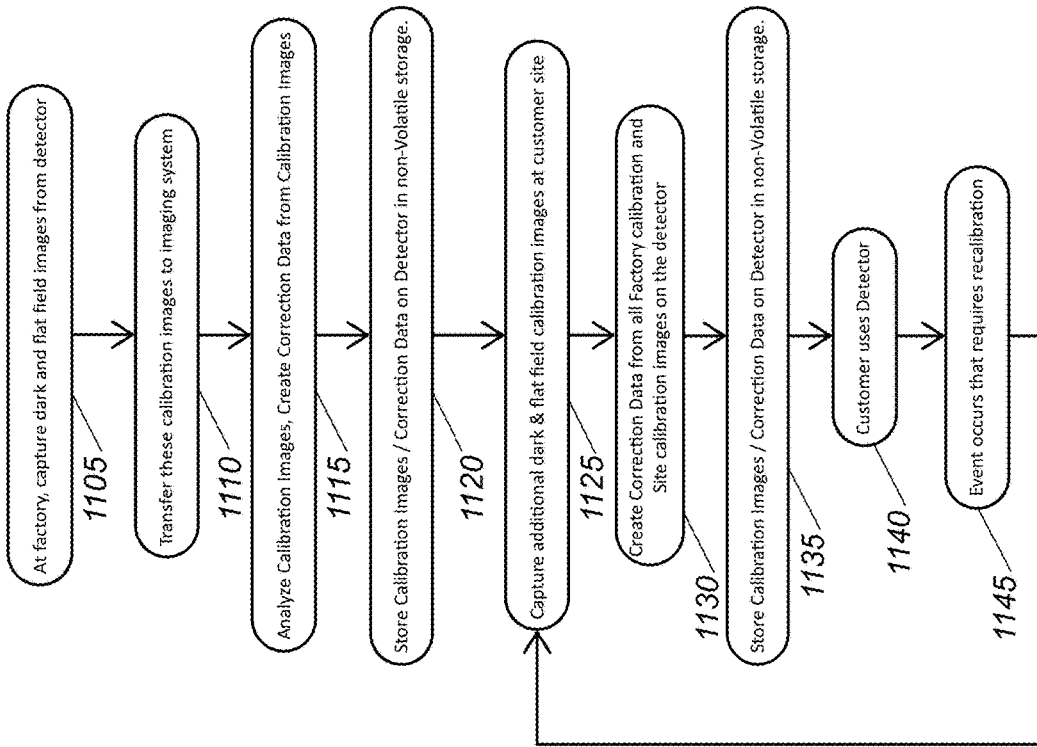 At factory, capture dark and flat field images from detector
1105
Transfer these calibration images to imaging system
1110
Analyze Calibration Images, Create Correction Data from Calibration Images
1115
Store Calibration Images / Correction Data on Detector in non-Volatile storage.
1120
Capture additional dark & flat field calibration images at customer site
1125
Create Correction Data from all Factory calibration and
Site calibration images on the detector
1130
Store Calibration Images / Correction Data on Detector in non-Volatile storage.
1135
Customer uses Detector
1140
Event occurs that requires recalibration
1145